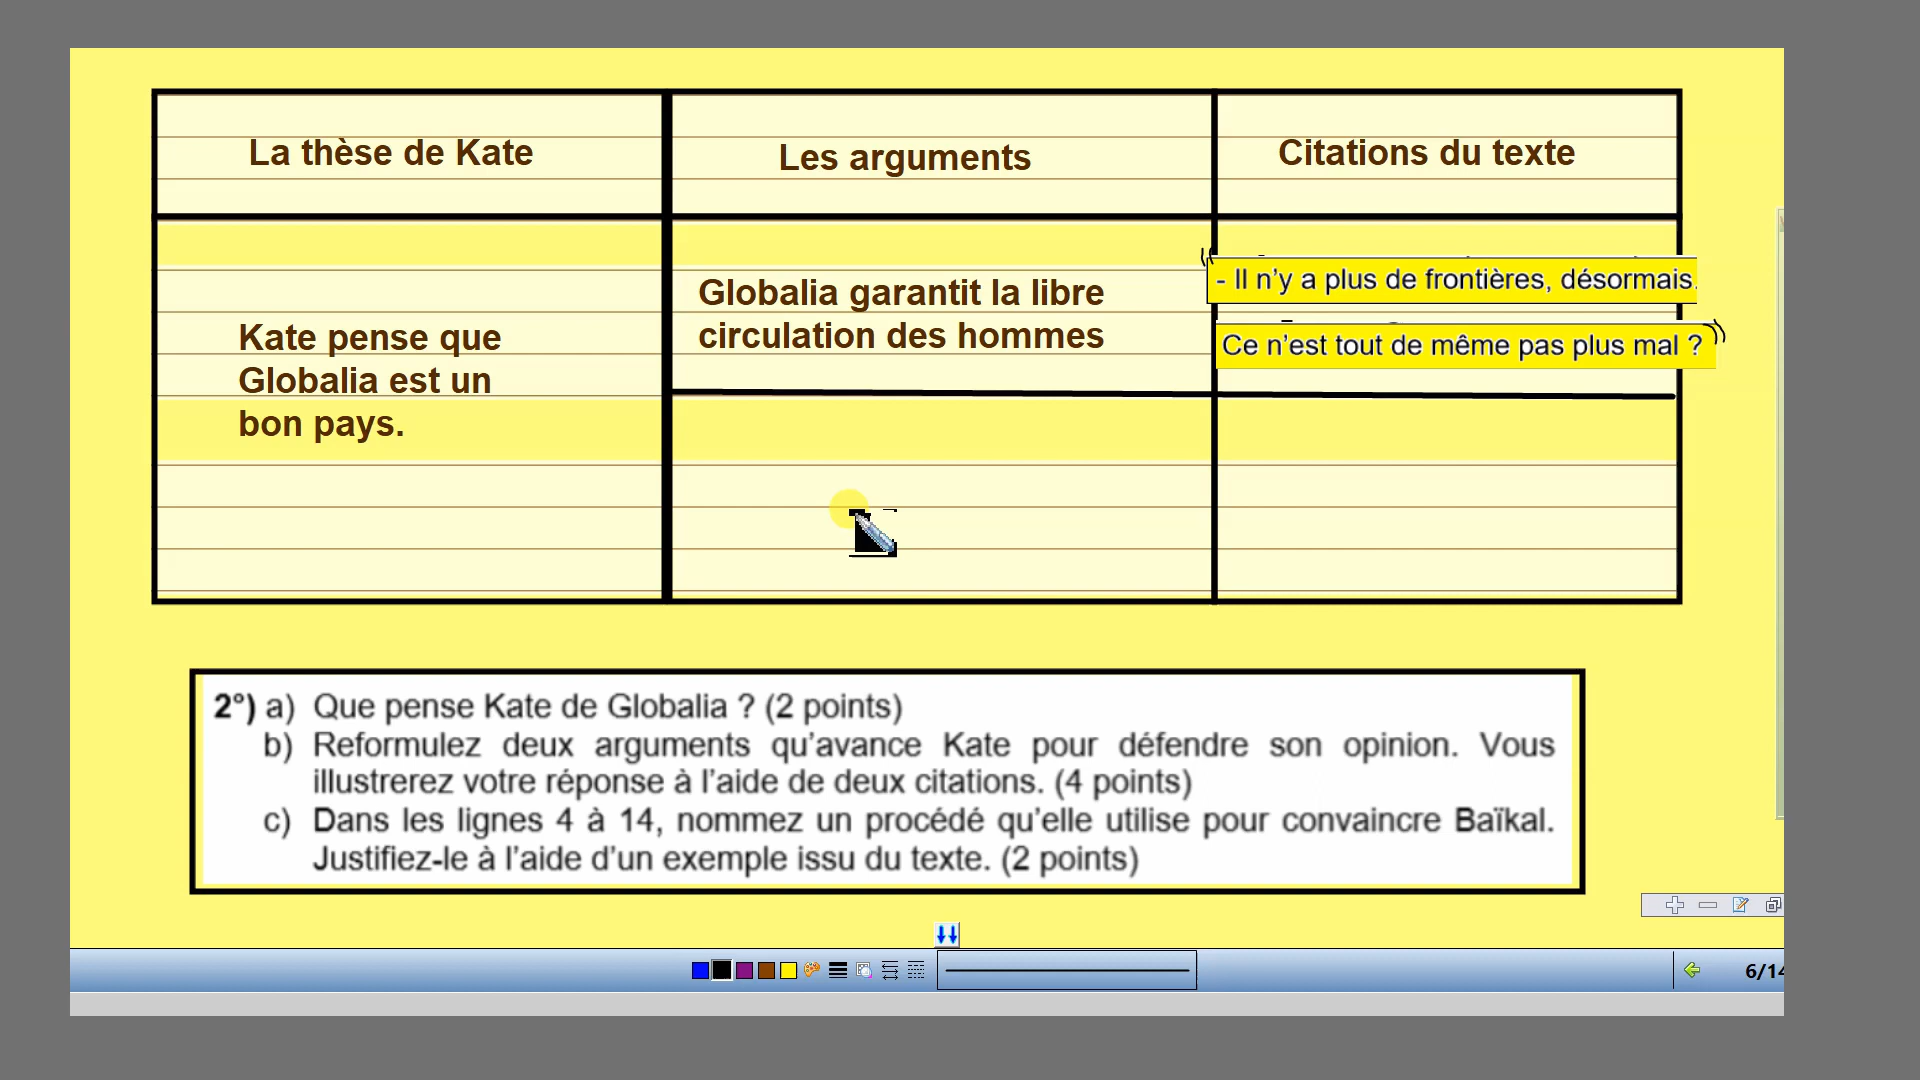 La thèse de Kate
Les arguments
Citations du texte
Kate pense que
Globalia est un
bon pays.
Globalia garantit la libre
circulation des hommes
(( - Il n’y a plus de frontières, désormais.
Ce n’est tout de même pas plus mal ? ))
2°) a) Que pense Kate de Globalia ? (2 points)
b) Reformulez deux arguments qu’avance Kate pour défendre son opinion. Vous
illustrerez votre réponse à l’aide de deux citations. (4 points)
c) Dans les lignes 4 à 14, nommez un procédé qu’elle utilise pour convaincre Baïkal.
Justifiez-le à l’aide d’un exemple issu du texte. (2 points)
6/14